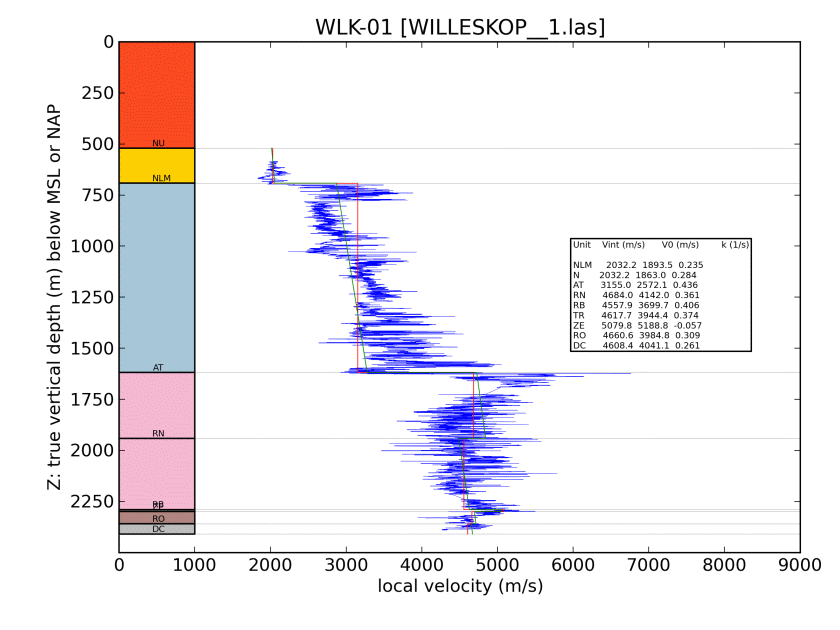 WLK-01 [WILLESKOP__1.las]
0
250
500
750
1000
1250
1500
1750
2000
2250
Z: true vertical depth (m) below MSL or NAP
NU
NLM
AT
RN
RB
ZE
RO
DC
Unit Vint (m/s) V0 (m/s) k (1/s)
NLM 2032.2 1893.5 0.235
N 2032.2 1863.0 0.284
AT 3155.0 2572.1 0.436
RN 4684.0 4142.0 0.361
RB 4557.9 3699.7 0.406
TR 4617.7 3944.4 0.374
ZE 5079.8 5188.8 -0.057
RO 4660.6 3984.8 0.309
DC 4608.4 4041.1 0.261
0 1000 2000 3000 4000 5000 6000 7000 8000 9000
local velocity (m/s)